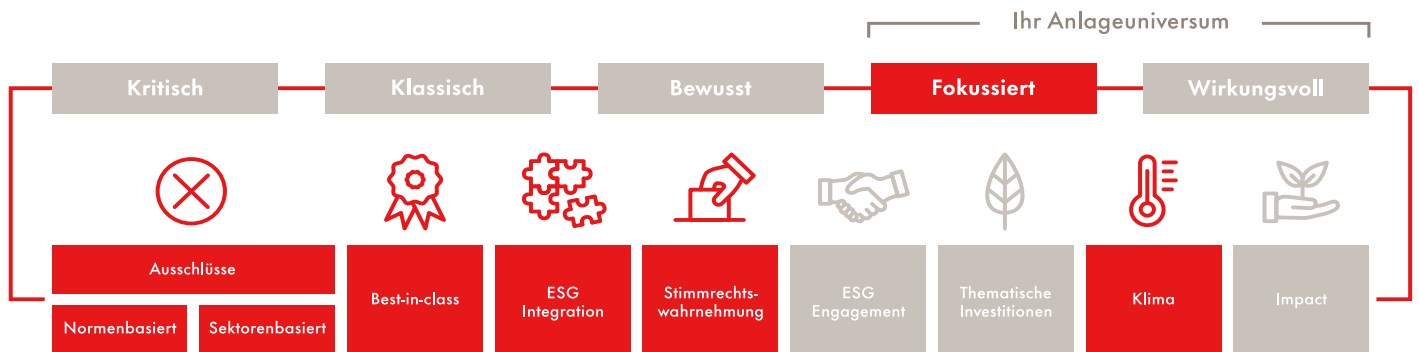 Ihr Anlageuniversum
Kritisch
Klassisch
Bewusst
Fokussiert
Wirkungsvoll
Ausschlüsse
Normenbasiert
Sektorenbasiert
Best-in-class
ESG
Integration
Stimmrechts-
wahrnehmung
ESG
Engagement
Thematische
Investitionen
Klima
Impact